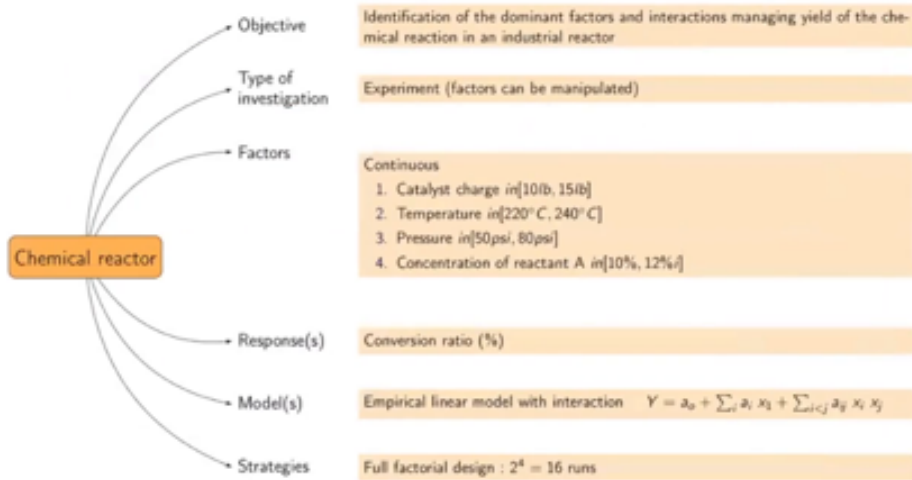 Objective
Identification of the dominant factors and interactions managing yield of the che-
mical reaction in an industrial reactor
Type of
investigation
Experiment (factors can be manipulated)
Factors
Continuous
1. Catalyst charge in[10lb, 15lb]
2. Temperature in[220°C, 240°C]
3. Pressure in[50psi, 80psi]
4. Concentration of reactant A in[10%, 12%i]
Chemical reactor
Response(s)
Conversion ratio (%)
Model(s)
Empirical linear model with interaction Y = a₀ + ∑ᵢ aᵢ x₁ + ∑ᵢ<ⱼ aᵢⱼ xᵢ xⱼ
Strategies
Full factorial design : 2⁴ = 16 runs